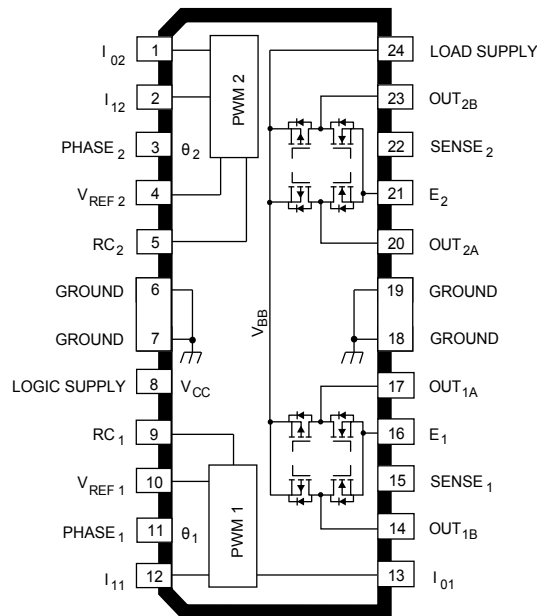 I02 1 PWM 2 24 LOAD SUPPLY
I12 2 23 OUT2B
PHASE2 3 θ2 22 SENSE2
VREF 2 4 21 E2
RC2 5 20 OUT2A
GROUND 6 19 GROUND
GROUND 7 VBB 18 GROUND
LOGIC SUPPLY 8 VCC 17 OUT1A
RC1 9 16 E1
VREF 1 10 15 SENSE1
PHASE1 11 θ1 PWM 1 14 OUT1B
I11 12 13 I01